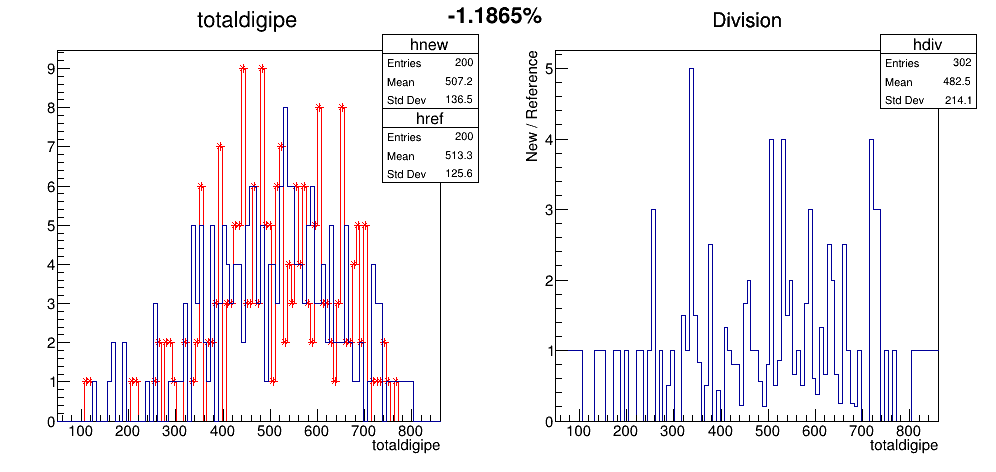 -1.1865%
totaldigipe
hnew
Entries 200
Mean 507.2
Std Dev 136.5
href
Entries 200
Mean 513.3
Std Dev 125.6
9
8
7
6
5
4
3
2
1
0
100 200 300 400 500 600 700 800
totaldigipe
Division
hdiv
Entries 302
Mean 482.5
Std Dev 214.1
New / Reference
5
4
3
2
1
0
100 200 300 400 500 600 700 800
totaldigipe